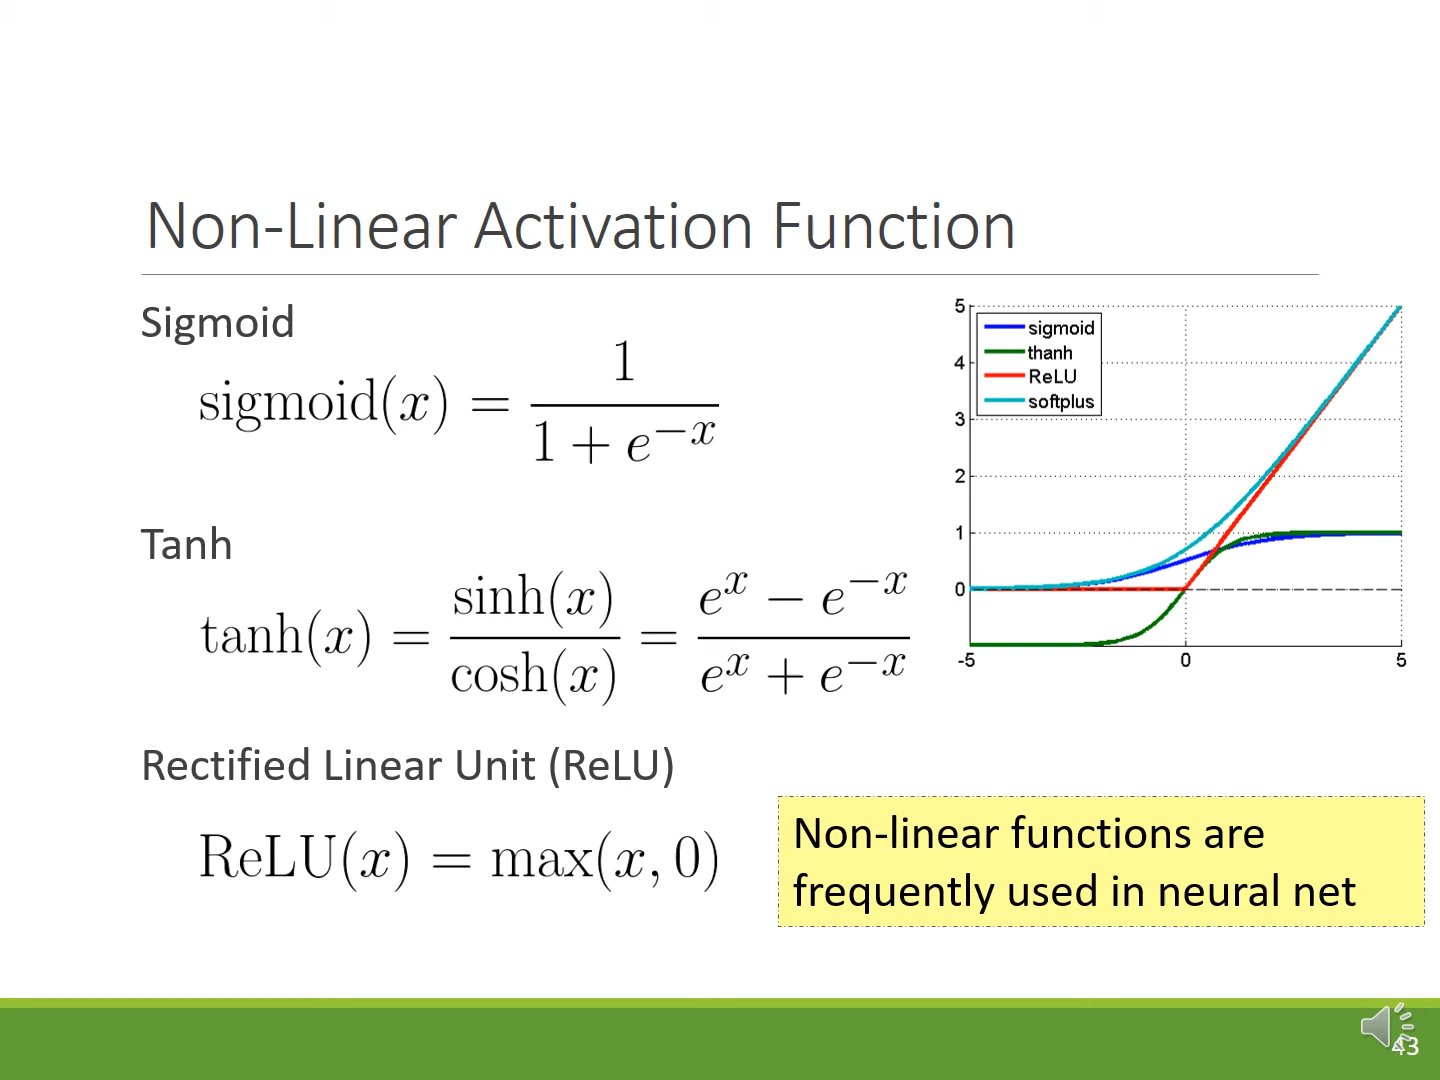 Non-Linear Activation Function
Sigmoid
sigmoid(x) = 1 / (1 + e^{-x})
Tanh
tanh(x) = sinh(x) / cosh(x) = (e^x − e^{-x}) / (e^x + e^{-x})
Rectified Linear Unit (ReLU)
ReLU(x) = max(x, 0)
5
4
3
2
1
0
-5
0
5
sigmoid
thanh
ReLU
softplus
Non-linear functions are
frequently used in neural net
43